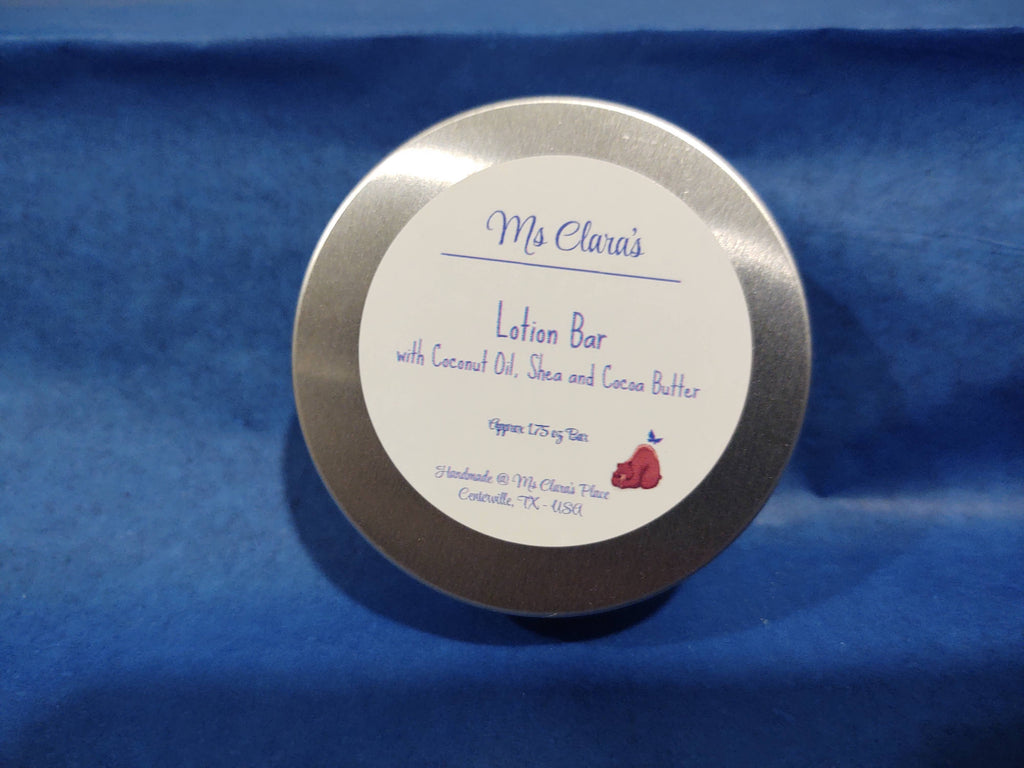 Ms Clara's
Lotion Bar
with Coconut Oil, Shea and Cocoa Butter
Approx 1.75 oz Bar
Handmade @ Ms Clara's Place
Centerville, TX - USA